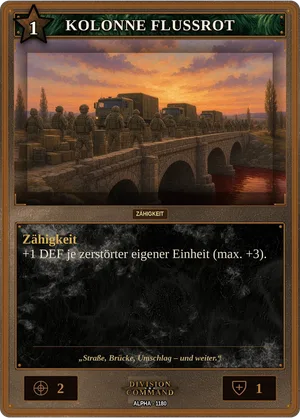 1
KOLONNE FLUSSROT
ZÄHIGKEIT
Zähigkeit
+1 DEF je zerstörter eigener Einheit (max. +3).
„Straße, Brücke, Umschlag – und weiter.“
2
DIVISION
COMMAND
ALPHA / 1180
1